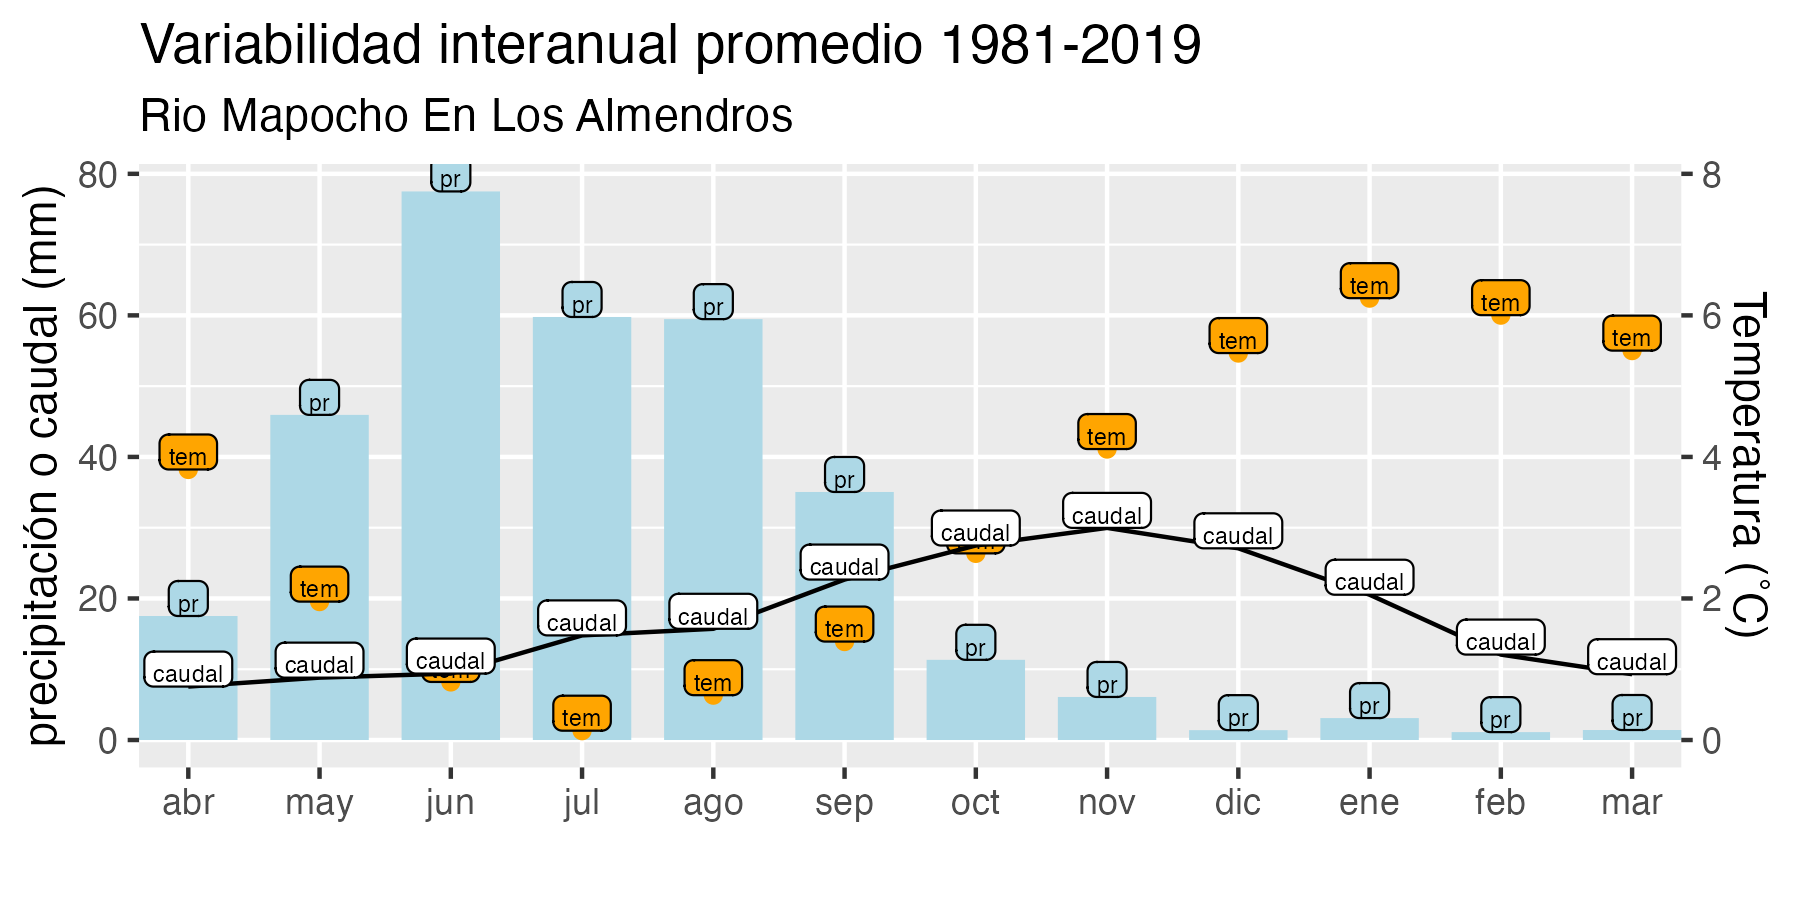 Variabilidad interanual promedio 1981-2019
Rio Mapocho En Los Almendros
precipitación o caudal (mm)
80
60
40
20
0
8
6
4
2
0
Temperatura (°C)
pr
pr
pr
pr
pr
pr
pr
pr
pr
pr
pr
pr
tem
tem
tem
tem
tem
tem
tem
tem
tem
tem
tem
tem
caudal
caudal
caudal
caudal
caudal
caudal
caudal
caudal
caudal
caudal
caudal
caudal
abr may jun jul ago sep oct nov dic ene feb mar